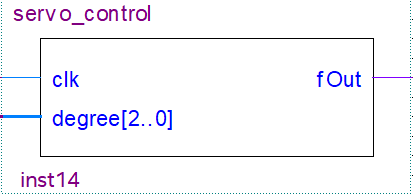 servo_control
clk fOut
degree[2..0]
inst14